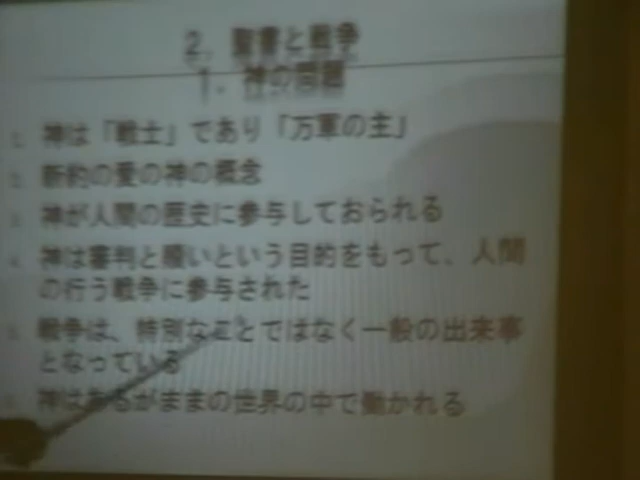 2. 聖書と戦争
1. 神の問題
1. 神は「戦士」であり「万軍の主」
2. 新約の愛の神の概念
3. 神が人間の歴史に参与しておられる
4. 神は審判と贖いという目的をもって、人間
の行う戦争に参与された
5. 戦争は、特別なことではなく一般の出来事
となっている
神はあるがままの世界の中で働かれる